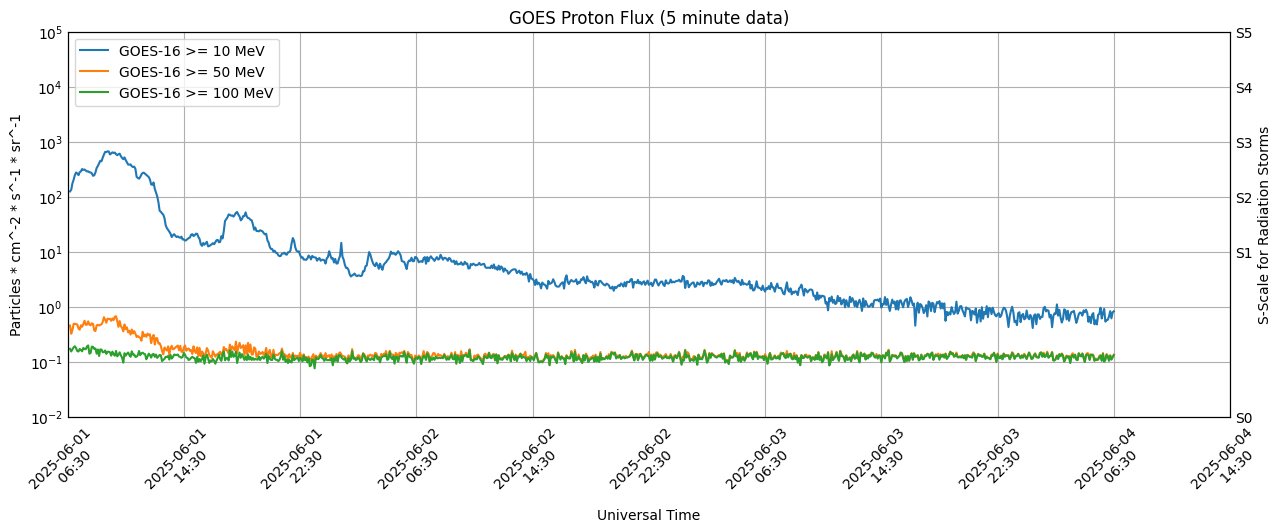 GOES Proton Flux (5 minute data)
GOES-16 >= 10 MeV
GOES-16 >= 50 MeV
GOES-16 >= 100 MeV
Particles * cm^-2 * s^-1 * sr^-1
10^5
10^4
10^3
10^2
10^1
10^0
10^-1
10^-2
S5
S4
S3
S2
S1
S0
S-Scale for Radiation Storms
2025-06-01
06:30
2025-06-01
14:30
2025-06-01
22:30
2025-06-02
06:30
2025-06-02
14:30
2025-06-02
22:30
2025-06-03
06:30
2025-06-03
14:30
2025-06-03
22:30
2025-06-04
06:30
2025-06-04
14:30
Universal Time